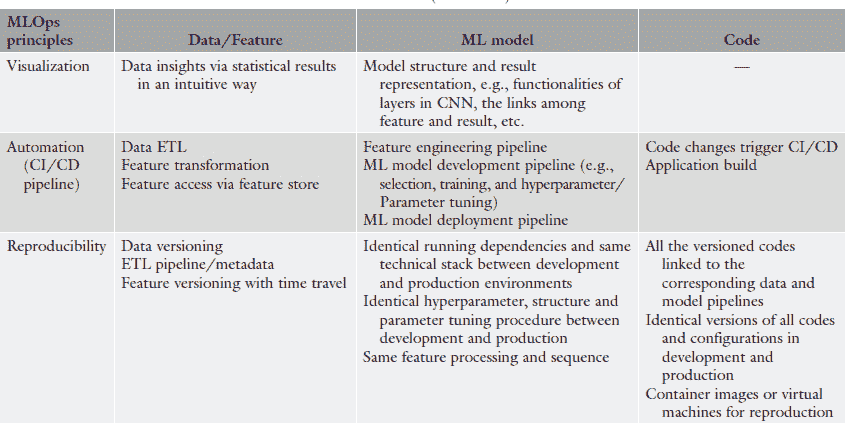 MLOps
principles
Data/Feature
ML model
Code
Visualization
Data insights via statistical results
in an intuitive way
Model structure and result
representation, e.g., functionalities of
layers in CNN, the links among
feature and result, etc.
—
Automation
(CI/CD
pipeline)
Data ETL
Feature transformation
Feature access via feature store
Feature engineering pipeline
ML model development pipeline (e.g.,
selection, training, and hyperparameter/
Parameter tuning)
ML model deployment pipeline
Code changes trigger CI/CD
Application build
Reproducibility
Data versioning
ETL pipeline/metadata
Feature versioning with time travel
Identical running dependencies and same
technical stack between development
and production environments
Identical hyperparameter, structure and
parameter tuning procedure between
development and production
Same feature processing and sequence
All the versioned codes
linked to the
corresponding data and
model pipelines
Identical versions of all codes
and configurations in
development and
production
Container images or virtual
machines for reproduction